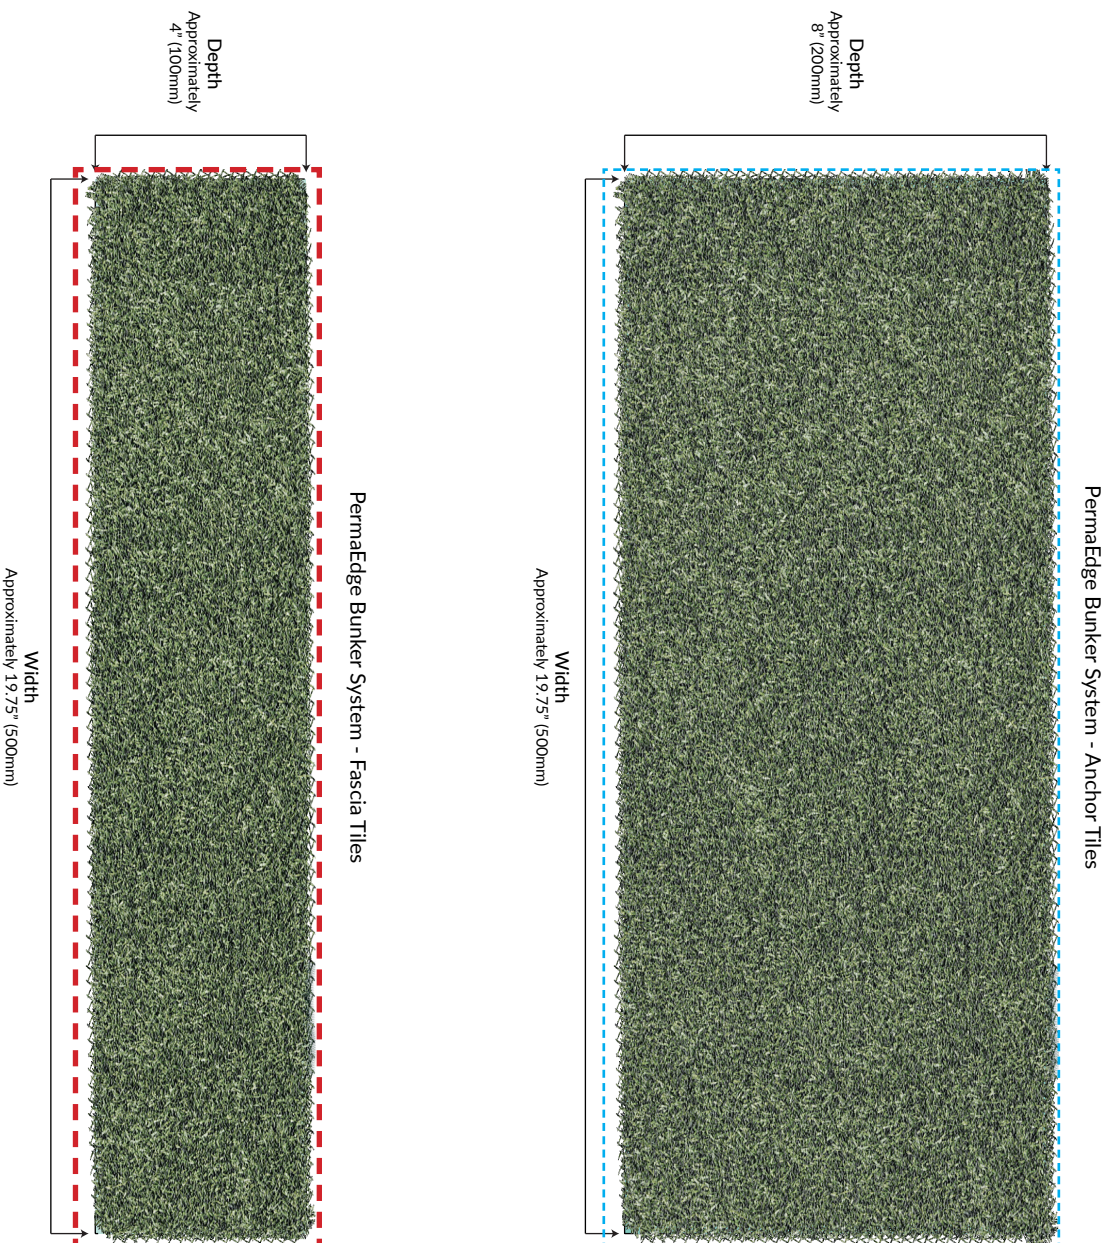 PermaEdge Bunker System - Anchor Tiles
Depth
Approximately
8" (200mm)
Width
Approximately 19.75" (500mm)
PermaEdge Bunker System - Fascia Tiles
Depth
Approximately
4" (100mm)
Width
Approximately 19.75" (500mm)